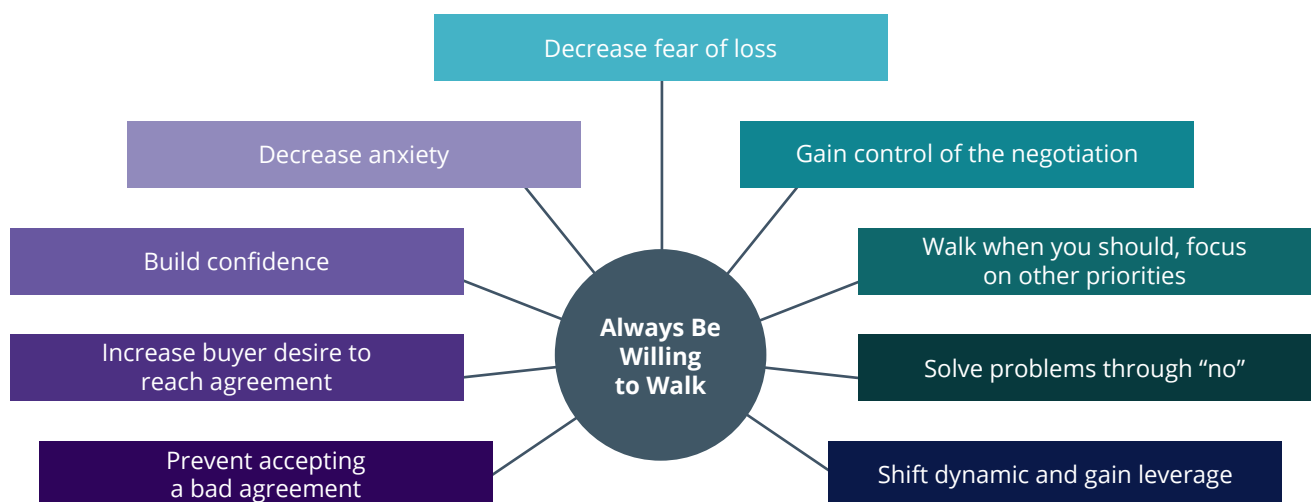 Decrease fear of loss
Decrease anxiety
Gain control of the negotiation
Build confidence
Walk when you should, focus
on other priorities
Always Be
Willing
to Walk
Increase buyer desire to
reach agreement
Solve problems through “no”
Prevent accepting
a bad agreement
Shift dynamic and gain leverage